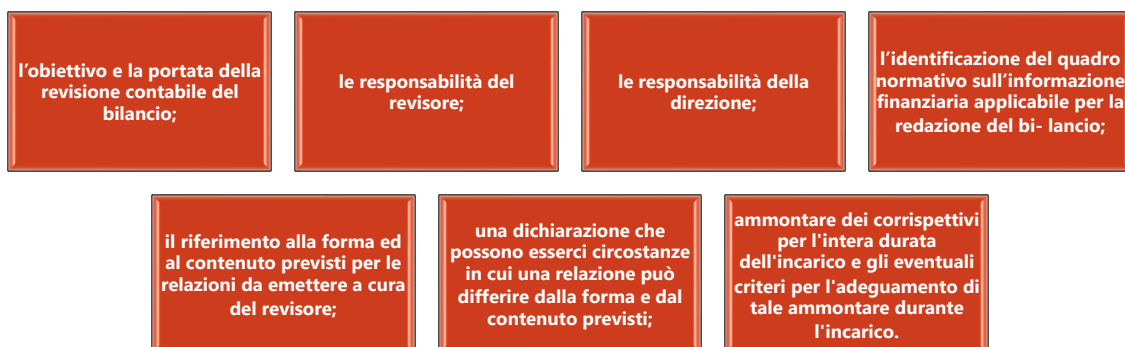 l'obiettivo e la portata della
revisione contabile del
bilancio;
le responsabilità del
revisore;
le responsabilità della
direzione;
l'identificazione del quadro
normativo sull'informazione
finanziaria applicabile per la
redazione del bi- lancio;
il riferimento alla forma ed
al contenuto previsti per le
relazioni da emettere a cura
del revisore;
una dichiarazione che
possono esserci circostanze
in cui una relazione può
differire dalla forma e dal
contenuto previsti;
ammontare dei corrispettivi
per l'intera durata
dell'incarico e gli eventuali
criteri per l'adeguamento di
tale ammontare durante
l'incarico.